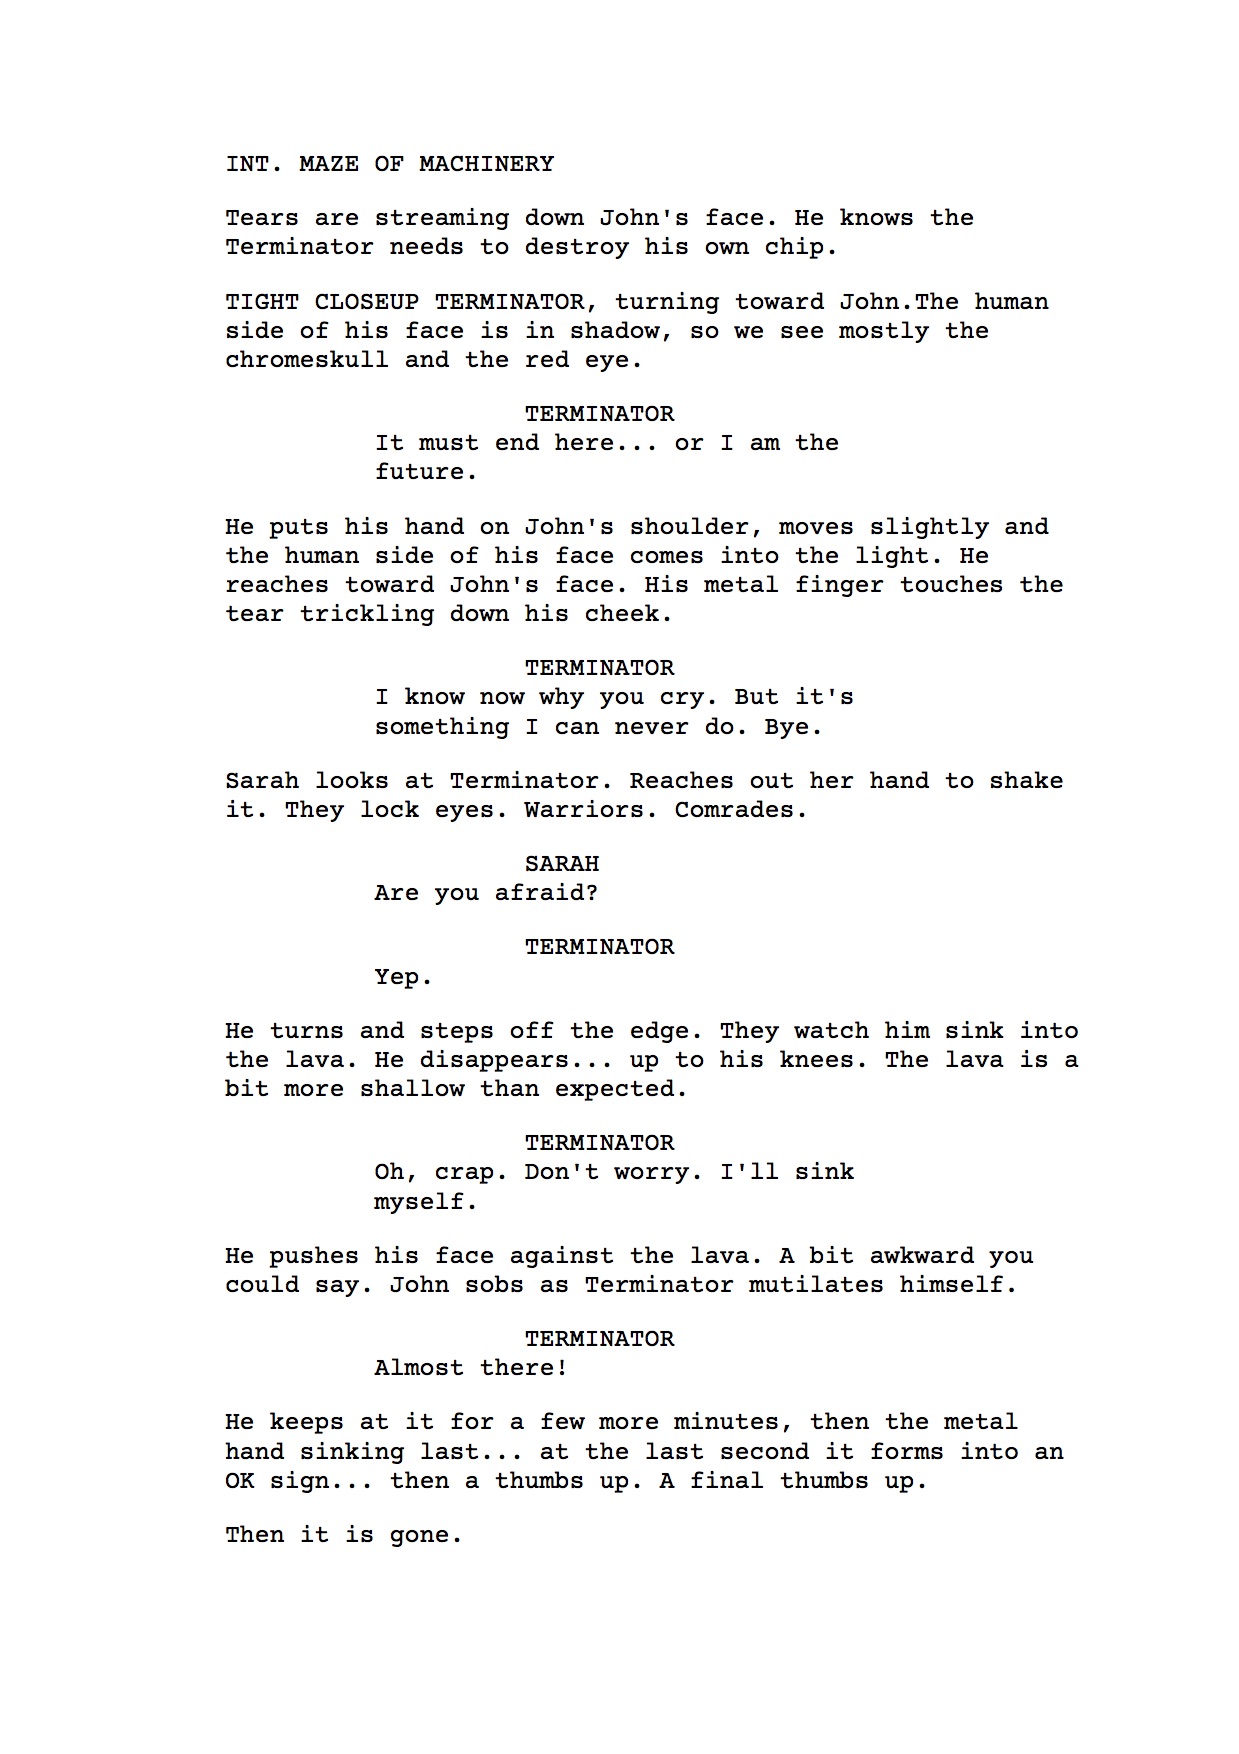 INT. MAZE OF MACHINERY
Tears are streaming down John's face. He knows the
Terminator needs to destroy his own chip.
TIGHT CLOSEUP TERMINATOR, turning toward John.The human
side of his face is in shadow, so we see mostly the
chromeskull and the red eye.
TERMINATOR
It must end here... or I am the
future.
He puts his hand on John's shoulder, moves slightly and
the human side of his face comes into the light. He
reaches toward John's face. His metal finger touches the
tear trickling down his cheek.
TERMINATOR
I know now why you cry. But it's
something I can never do. Bye.
Sarah looks at Terminator. Reaches out her hand to shake
it. They lock eyes. Warriors. Comrades.
SARAH
Are you afraid?
TERMINATOR
Yep.
He turns and steps off the edge. They watch him sink into
the lava. He disappears... up to his knees. The lava is a
bit more shallow than expected.
TERMINATOR
Oh, crap. Don't worry. I'll sink
myself.
He pushes his face against the lava. A bit awkward you
could say. John sobs as Terminator mutilates himself.
TERMINATOR
Almost there!
He keeps at it for a few more minutes, then the metal
hand sinking last... at the last second it forms into an
OK sign... then a thumbs up. A final thumbs up.
Then it is gone.